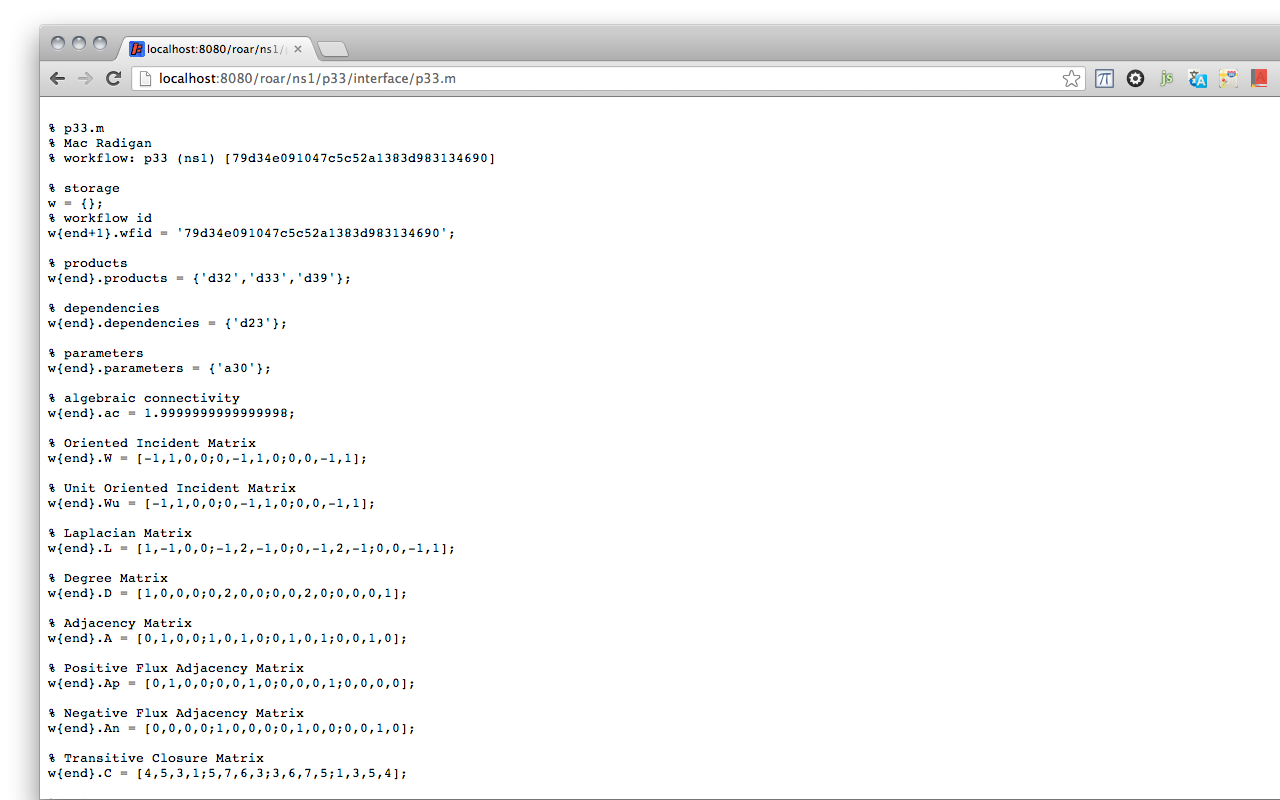 localhost:8080/roar/ns1/
localhost:8080/roar/ns1/p33/interface/p33.m
% p33.m
% Mac Radigan
% workflow: p33 (ns1) [79d34e091047c5c52a1383d983134690]
% storage
w = {};
% workflow id
w{end+1}.wfid = '79d34e091047c5c52a1383d983134690';
% products
w{end}.products = {'d32','d33','d39'};
% dependencies
w{end}.dependencies = {'d23'};
% parameters
w{end}.parameters = {'a30'};
% algebraic connectivity
w{end}.ac = 1.9999999999999998;
% Oriented Incident Matrix
w{end}.W = [-1,1,0,0;0,-1,1,0;0,0,-1,1];
% Unit Oriented Incident Matrix
w{end}.Wu = [-1,1,0,0;0,-1,1,0;0,0,-1,1];
% Laplacian Matrix
w{end}.L = [1,-1,0,0;-1,2,-1,0;0,-1,2,-1;0,0,-1,1];
% Degree Matrix
w{end}.D = [1,0,0,0;0,2,0,0;0,0,2,0;0,0,0,1];
% Adjacency Matrix
w{end}.A = [0,1,0,0;1,0,1,0;0,1,0,1;0,0,1,0];
% Positive Flux Adjacency Matrix
w{end}.Ap = [0,1,0,0;0,0,1,0;0,0,0,1;0,0,0,0];
% Negative Flux Adjacency Matrix
w{end}.An = [0,0,0,0;1,0,0,0;0,1,0,0;0,0,1,0];
% Transitive Closure Matrix
w{end}.C = [4,5,3,1;5,7,6,3;3,6,7,5;1,3,5,4];